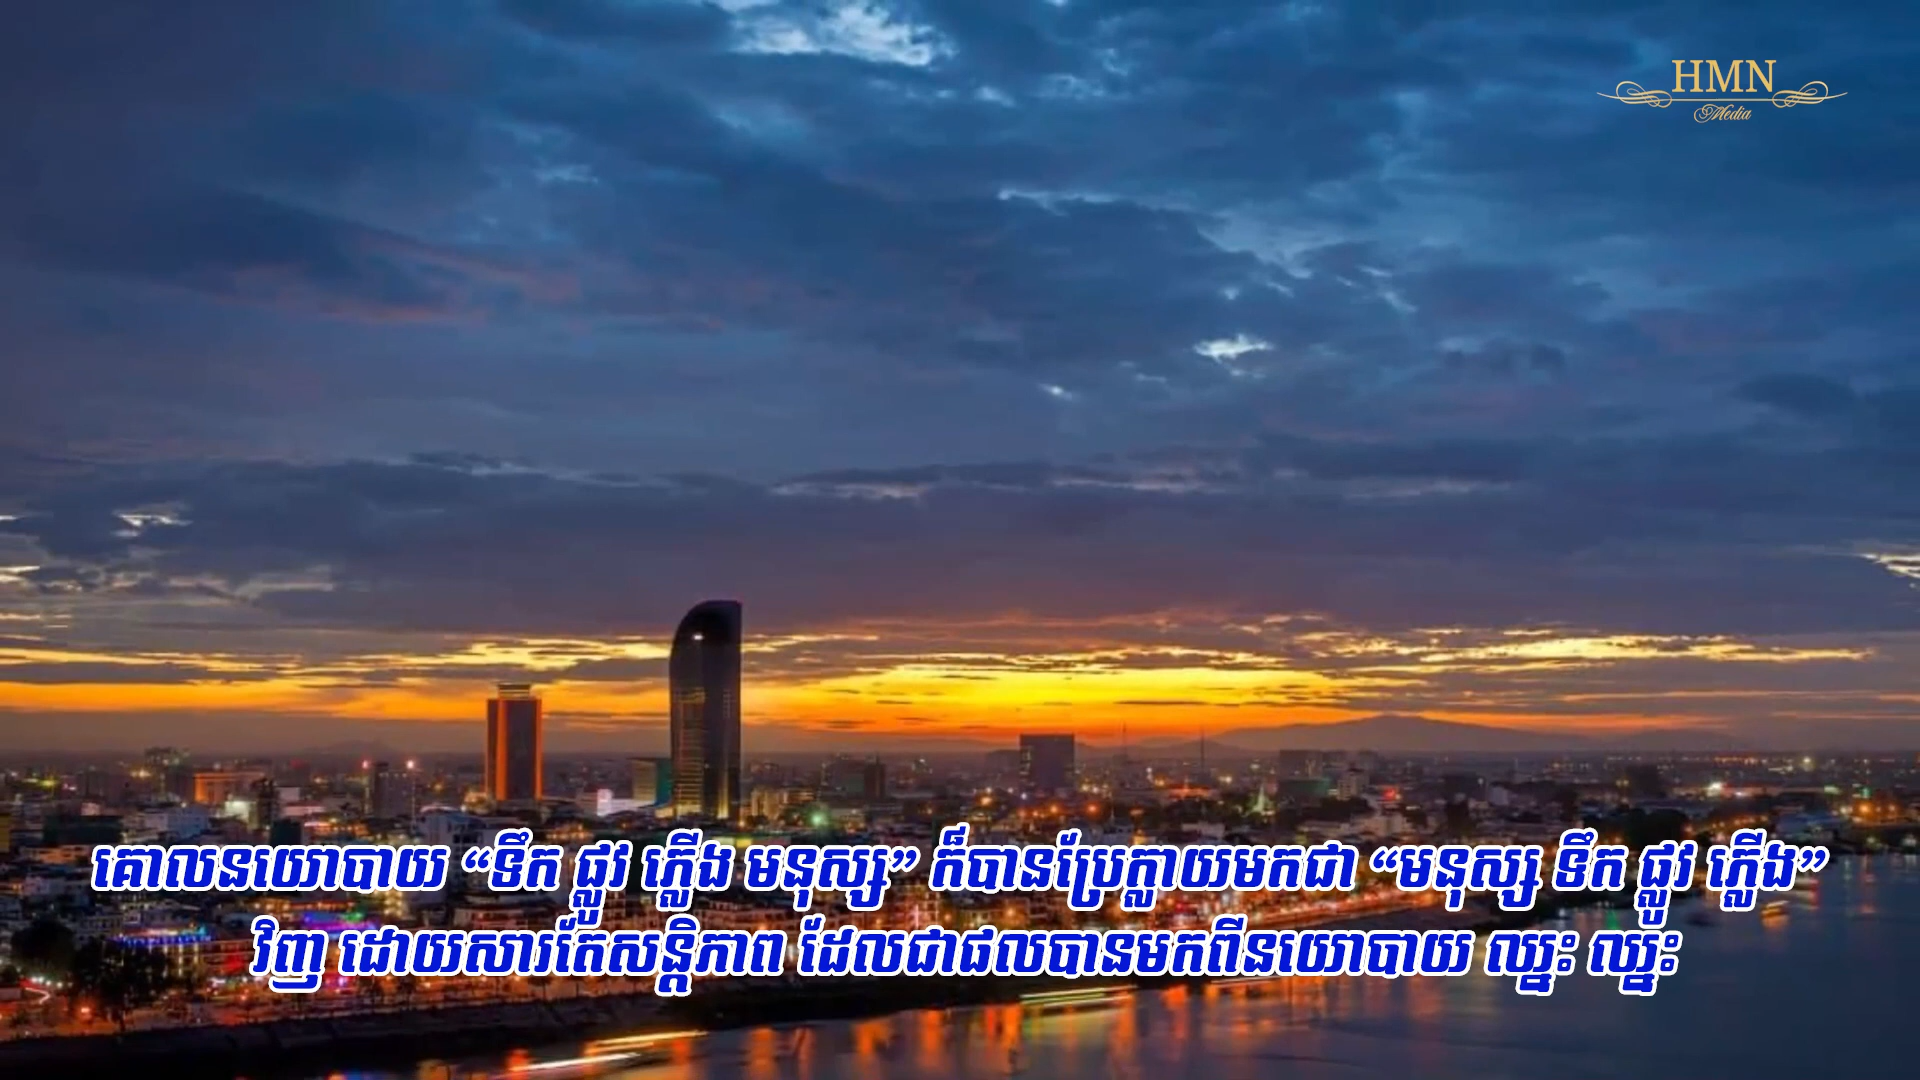 HMN
Media
គោលនយោបាយ “ទឹក ផ្លូវ ភ្លើង មនុស្ស” ក៏បានប្រែក្លាយមកជា “មនុស្ស ទឹក ផ្លូវ ភ្លើង”
វិញ ដោយសារតែសន្តិភាព ដែលជាផលបានមកពីនយោបាយ ឈ្នះ ឈ្នះ